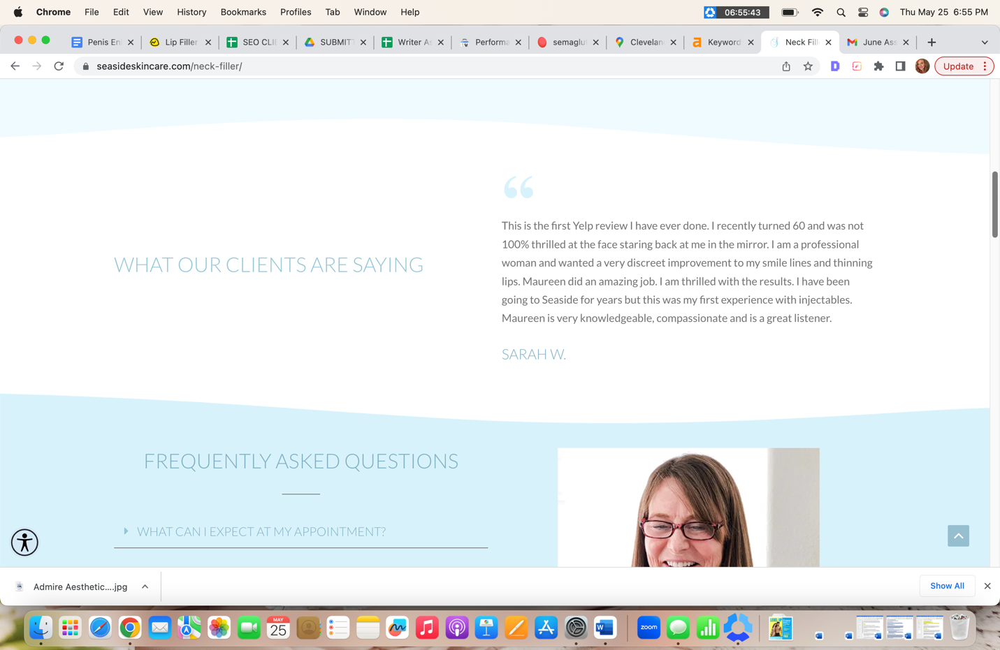 Chrome File Edit View History Bookmarks Profiles Tab Window Help 06:55:43 Thu May 25 6:55 PM
Penis En Lip Filler SEO CLIE SUBMITT Writer As Performa semaglut Clevelan Keyword Neck Fill June Ass
seasideskincare.com/neck-filler/ Update
“
This is the first Yelp review I have ever done. I recently turned 60 and was not
100% thrilled at the face staring back at me in the mirror. I am a professional
woman and wanted a very discreet improvement to my smile lines and thinning
lips. Maureen did an amazing job. I am thrilled with the results. I have been
going to Seaside for years but this was my first experience with injectables.
Maureen is very knowledgeable, compassionate and is a great listener.
WHAT OUR CLIENTS ARE SAYING
SARAH W.
FREQUENTLY ASKED QUESTIONS
WHAT CAN I EXPECT AT MY APPOINTMENT?
Admire Aesthetic....jpg Show All
MAY
25
zoom
LEVEL UP